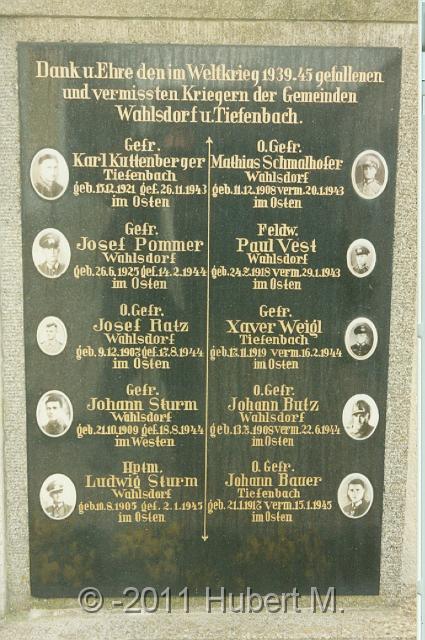 Dank u. Ehre den im Weltkrieg 1939-45 gefallenen
und vermissten Kriegern der Gemeinden
Wahlsdorf u. Tiefenbach.
Gefr.
Karl Kuttenberger
Tiefenbach
geb. 15.12.1921 gef. 26.11.1943
im Osten
Gefr.
Josef Pommer
Wahlsdorf
geb. 26.6.1925 gef. 14.2.1944
im Osten
O.Gefr.
Josef Ratz
Wahlsdorf
geb. 9.12.1907 gef. 17.8.1944
im Osten
Gefr.
Johann Sturm
Wahlsdorf
geb. 21.10.1909 gef. 18.8.1944
im Westen
Hptm.
Ludwig Sturm
Wahlsdorf
geb. 10.8.1905 gef. 2.1.1945
im Osten
O.Gefr.
Mathias Schmalhofer
Wahlsdorf
geb. 11.12.1908 verm. 20.1.1943
im Osten
Feldw.
Paul Vest
Wahlsdorf
geb. 24.2.1918 verm. 29.1.1943
im Osten
Gefr.
Xaver Weigl
Tiefenbach
geb. 13.11.1919 verm. 16.2.1944
im Osten
O.Gefr.
Johann Butz
Wahlsdorf
geb. 13.3.1908 verm. 22.6.1944
im Osten
O.Gefr.
Johann Bauer
Tiefenbach
geb. 21.1.1913 verm. 15.1.1945
im Osten
© -2011 Hubert M.